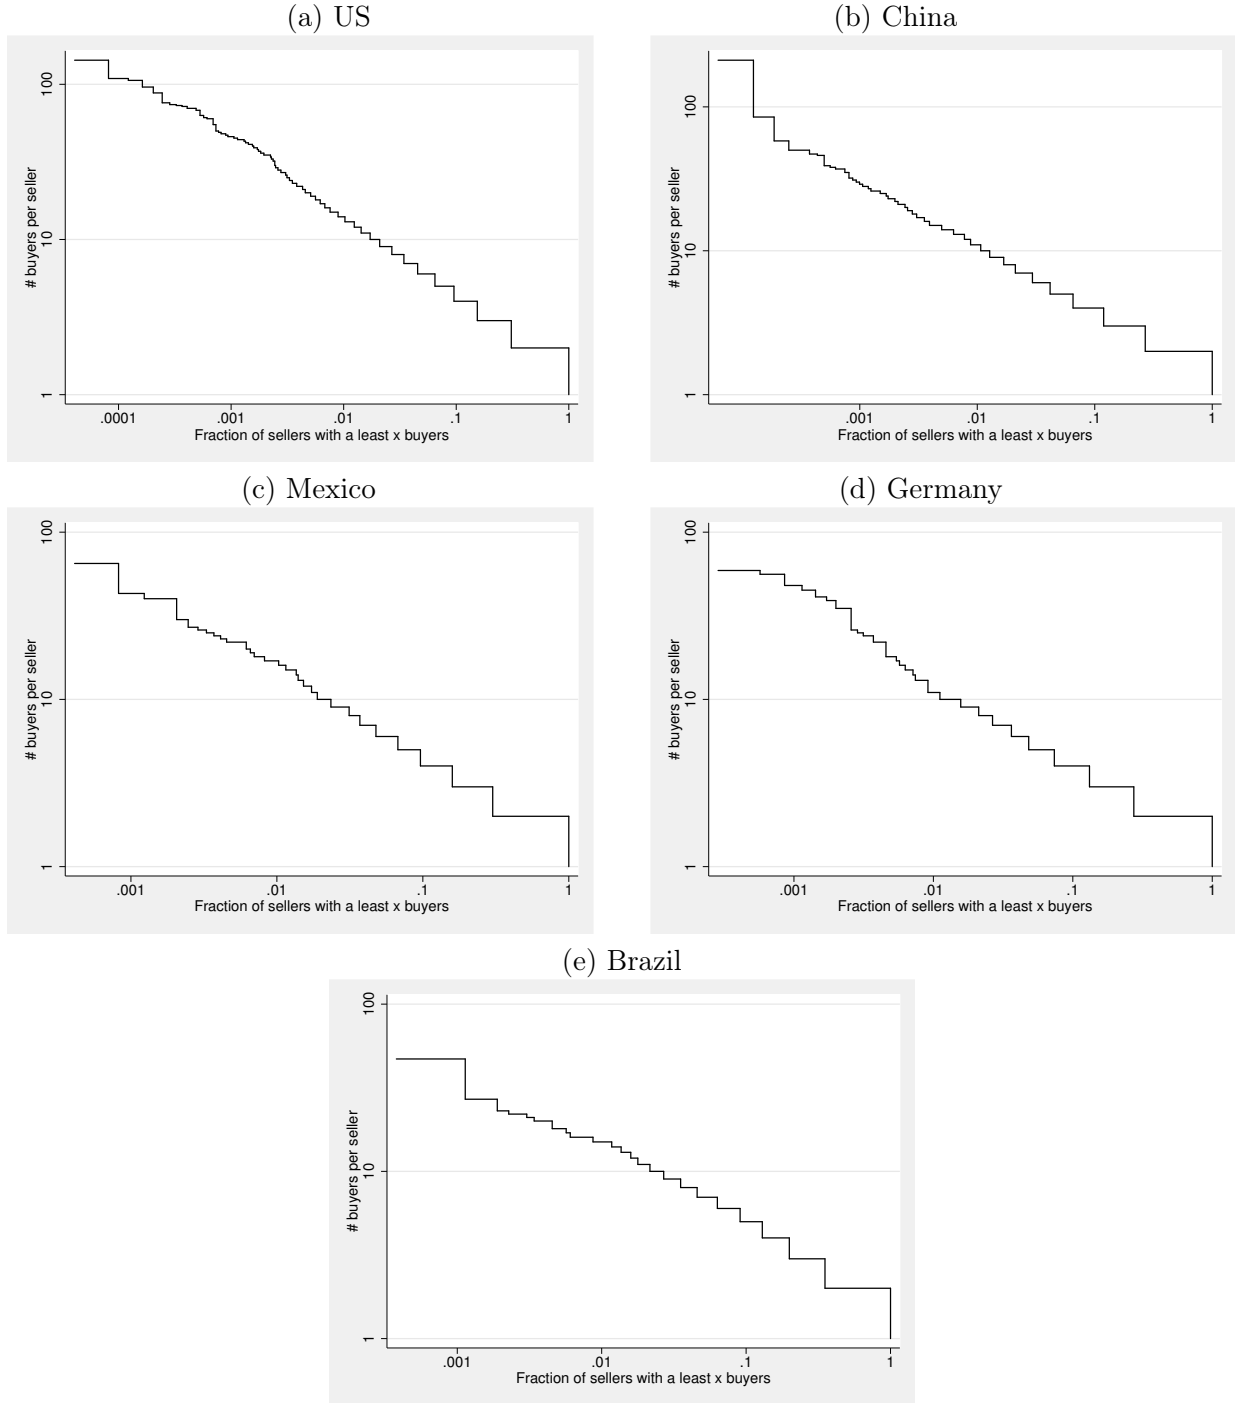 (a) US
100
10
1
# buyers per seller
.0001 .001 .01 .1 1
Fraction of sellers with a least x buyers
(b) China
100
10
1
# buyers per seller
.001 .01 .1 1
Fraction of sellers with a least x buyers
(c) Mexico
100
10
1
# buyers per seller
.001 .01 .1 1
Fraction of sellers with a least x buyers
(d) Germany
100
10
1
# buyers per seller
.001 .01 .1 1
Fraction of sellers with a least x buyers
(e) Brazil
100
10
1
# buyers per seller
.001 .01 .1 1
Fraction of sellers with a least x buyers